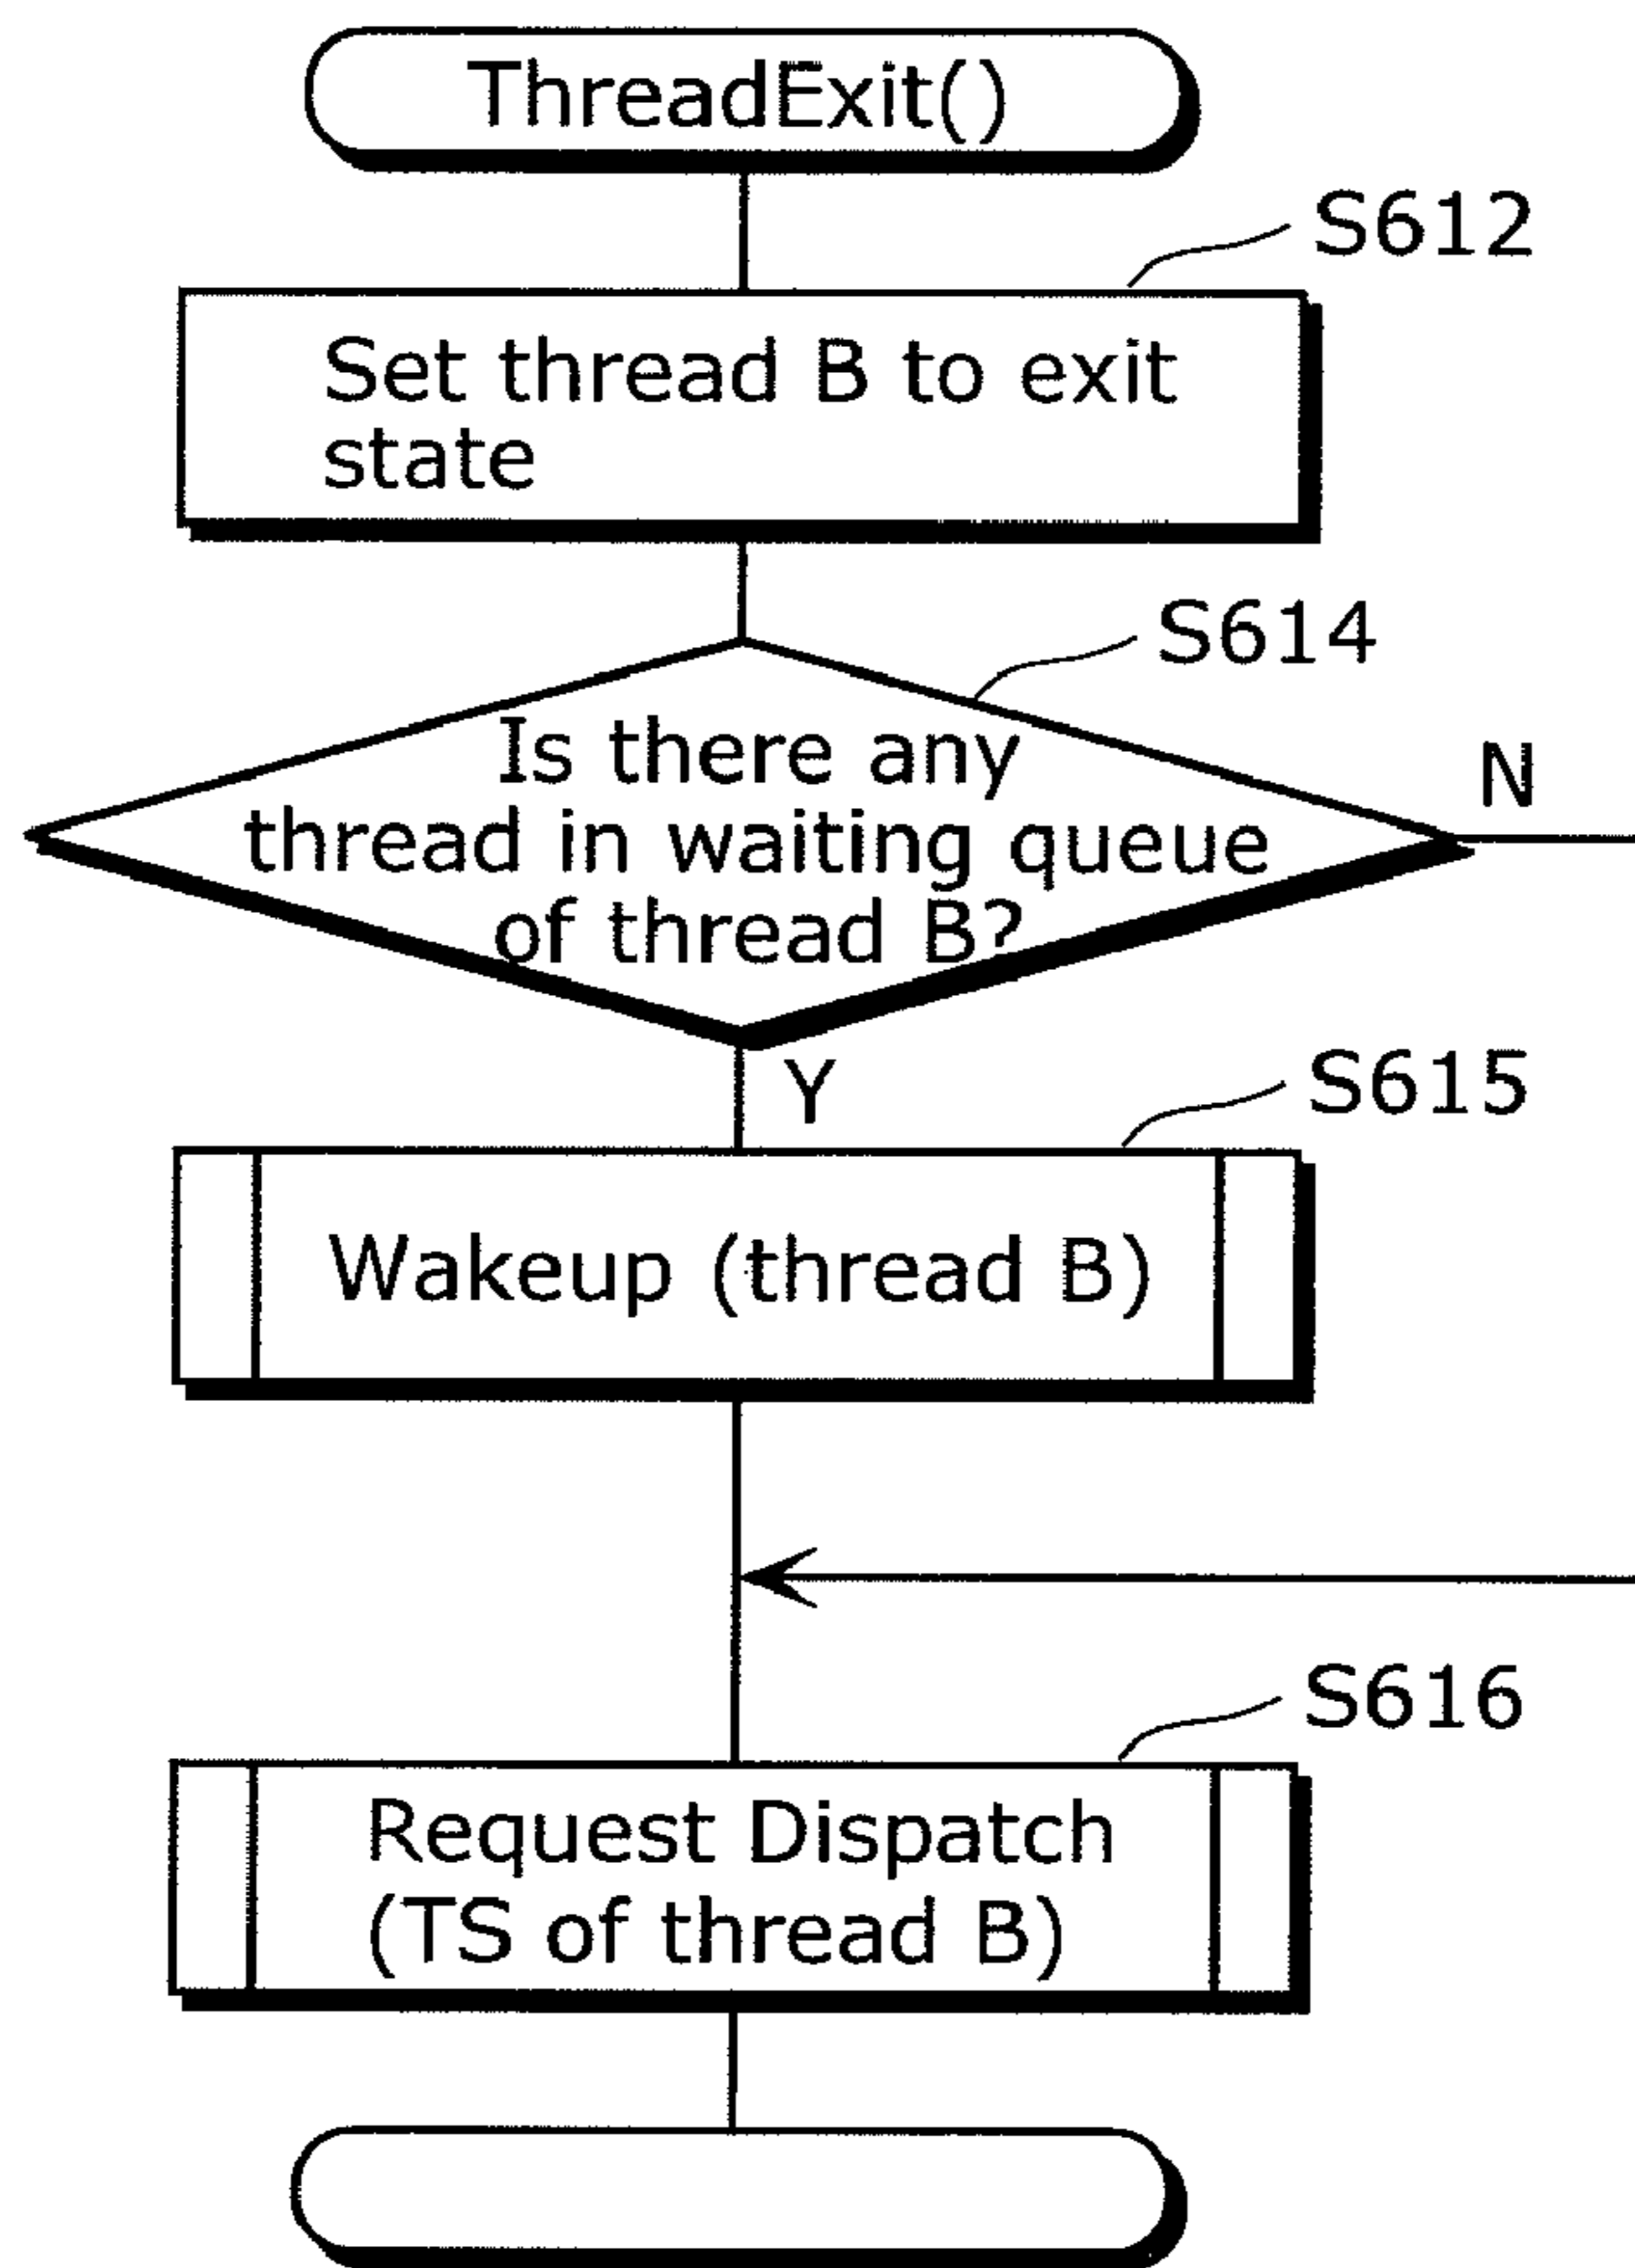 ThreadExit()
S612
Set thread B to exit
state
S614
Is there any
thread in waiting queue
of thread B?
N
Y
S615
Wakeup (thread B)
S616
Request Dispatch
(TS of thread B)